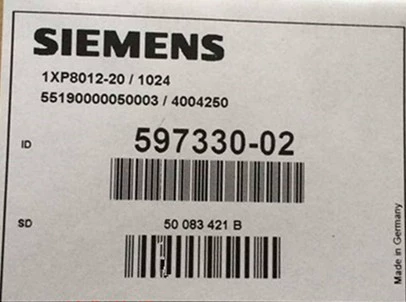 SIEMENS
1XP8012-20 / 1024
55190000050003 / 4004250
ID 597330-02
SD 50 083 421 B
Made in Germany